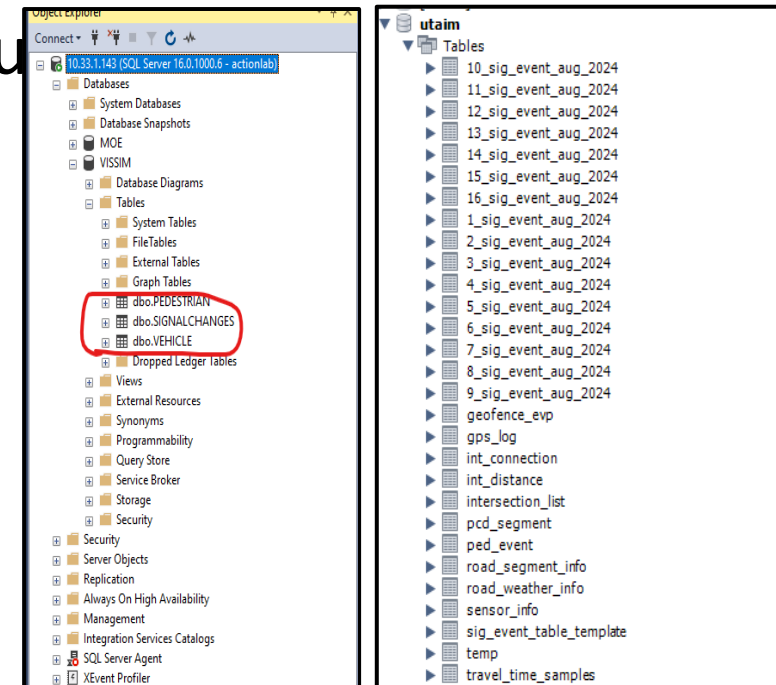 Object Explorer
Connect
10.33.1.143 (SQL Server 16.0.1000.6 - actionlab)
Databases
System Databases
Database Snapshots
MOE
VISSIM
Database Diagrams
Tables
System Tables
FileTables
External Tables
Graph Tables
dbo.PEDESTRIAN
dbo.SIGNALCHANGES
dbo.VEHICLE
Dropped Ledger Tables
Views
External Resources
Synonyms
Programmability
Query Store
Service Broker
Storage
Security
Security
Server Objects
Replication
Always On High Availability
Management
Integration Services Catalogs
SQL Server Agent
XEvent Profiler
utaim
Tables
10_sig_event_aug_2024
11_sig_event_aug_2024
12_sig_event_aug_2024
13_sig_event_aug_2024
14_sig_event_aug_2024
15_sig_event_aug_2024
16_sig_event_aug_2024
1_sig_event_aug_2024
2_sig_event_aug_2024
3_sig_event_aug_2024
4_sig_event_aug_2024
5_sig_event_aug_2024
6_sig_event_aug_2024
7_sig_event_aug_2024
8_sig_event_aug_2024
9_sig_event_aug_2024
geofence_evp
gps_log
int_connection
int_distance
intersection_list
pcd_segment
ped_event
road_segment_info
road_weather_info
sensor_info
sig_event_table_template
temp
travel_time_samples